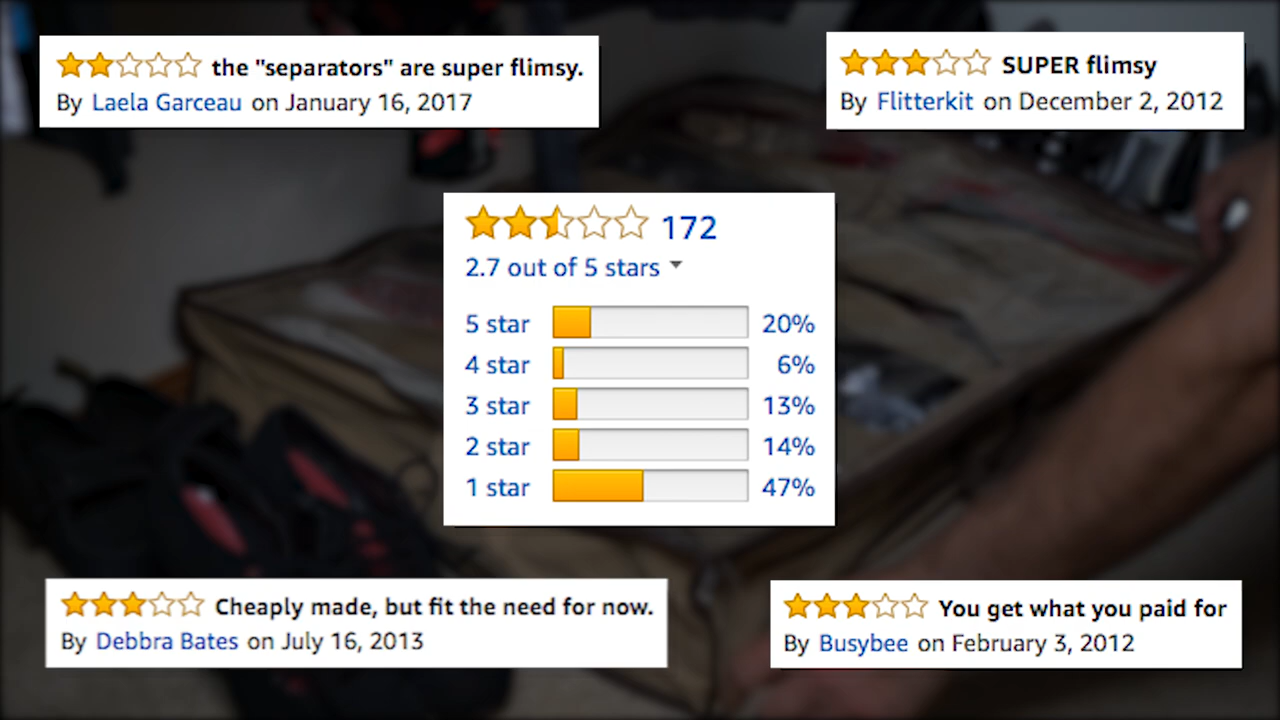 the "separators" are super flimsy.
By Laela Garceau on January 16, 2017
SUPER flimsy
By Flitterkit on December 2, 2012
172
2.7 out of 5 stars
5 star 20%
4 star 6%
3 star 13%
2 star 14%
1 star 47%
Cheaply made, but fit the need for now.
By Debbra Bates on July 16, 2013
You get what you paid for
By Busybee on February 3, 2012